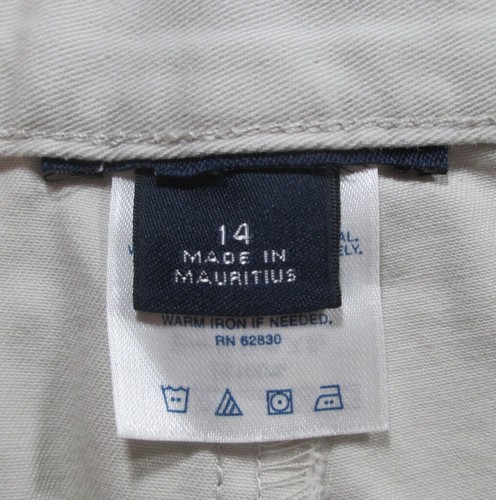 14
MADE IN
MAURITIUS
WARM IRON IF NEEDED.
RN 62830